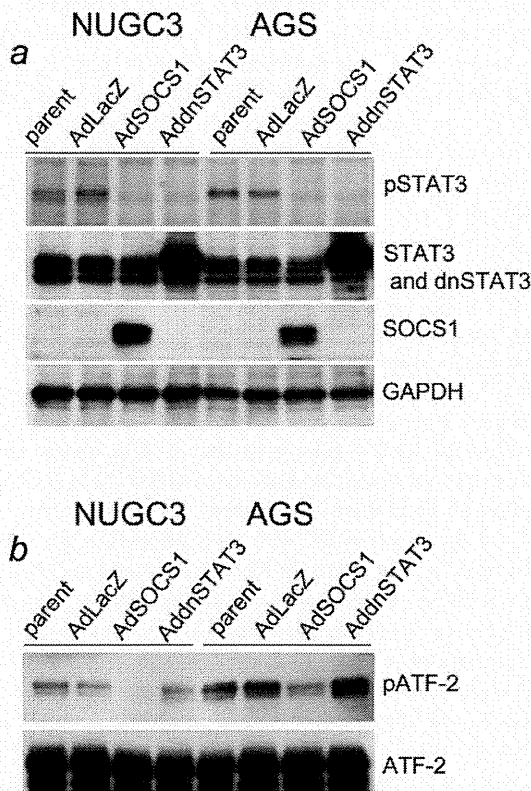 NUGC3 AGS
a
parent AdLacZ AdSOCS1 AddnSTAT3 parent AdLacZ AdSOCS1 AddnSTAT3
pSTAT3
STAT3
and dnSTAT3
SOCS1
GAPDH
NUGC3 AGS
b
parent AdLacZ AdSOCS1 AddnSTAT3 parent AdLacZ AdSOCS1 AddnSTAT3
pATF-2
ATF-2